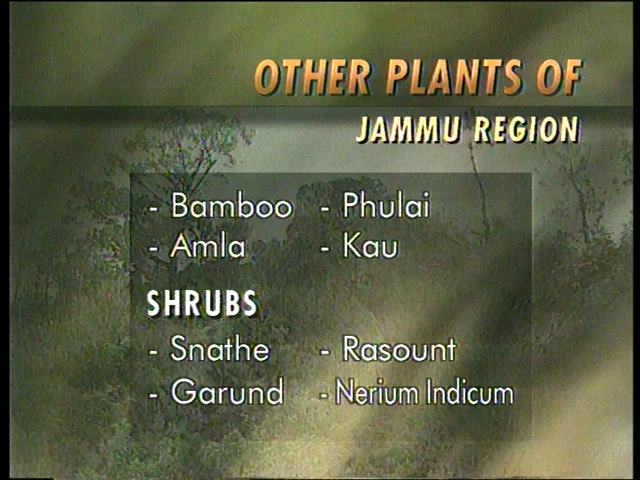 OTHER PLANTS OF
JAMMU REGION
- Bamboo - Phulai
- Amla - Kau
SHRUBS
- Snathe - Rasount
- Garund - Nerium Indicum